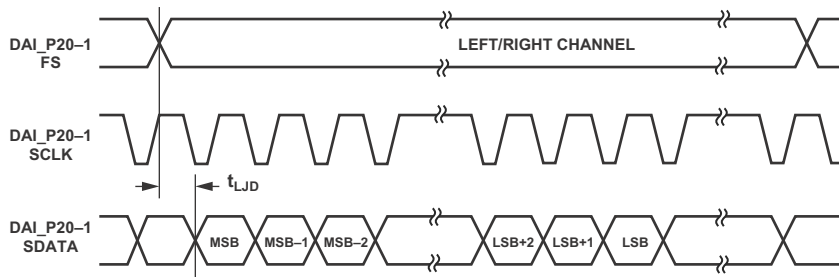 DAI_P20–1
FS
LEFT/RIGHT CHANNEL
DAI_P20–1
SCLK
tLJD
DAI_P20–1
SDATA
MSB
MSB–1
MSB–2
LSB+2
LSB+1
LSB